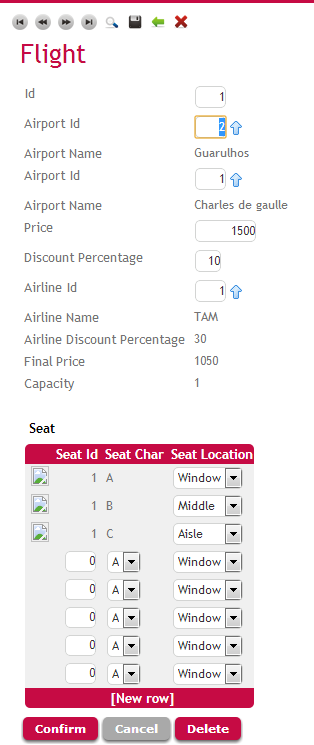 Flight
Id 1
Airport Id 2
Airport Name Guarulhos
Airport Id 1
Airport Name Charles de gaulle
Price 1500
Discount Percentage 10
Airline Id 1
Airline Name TAM
Airline Discount Percentage 30
Final Price 1050
Capacity 1
Seat
Seat Id Seat Char Seat Location
1 A Window
1 B Middle
1 C Aisle
0 A Window
0 A Window
0 A Window
0 A Window
0 A Window
[New row]
Confirm Cancel Delete